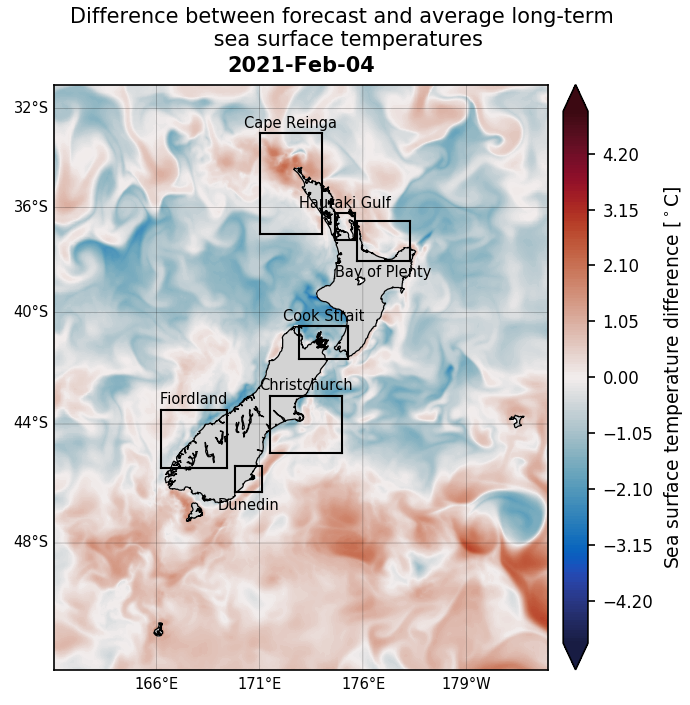 Difference between forecast and average long-term
sea surface temperatures
2021-Feb-04
32°S
36°S
40°S
44°S
48°S
Cape Reinga
Hauraki Gulf
Bay of Plenty
Cook Strait
Christchurch
Fiordland
Dunedin
166°E
171°E
176°E
179°W
4.20
3.15
2.10
1.05
0.00
−1.05
−2.10
−3.15
−4.20
Sea surface temperature difference [°C]